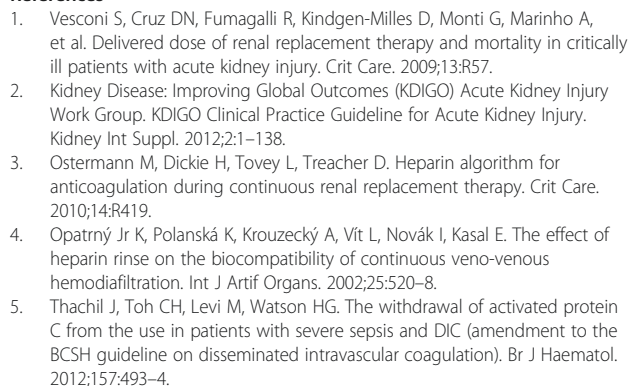 References
1. Vesconi S, Cruz DN, Fumagalli R, Kindgen-Milles D, Monti G, Marinho A,
et al. Delivered dose of renal replacement therapy and mortality in critically
ill patients with acute kidney injury. Crit Care. 2009;13:R57.
2. Kidney Disease: Improving Global Outcomes (KDIGO) Acute Kidney Injury
Work Group. KDIGO Clinical Practice Guideline for Acute Kidney Injury.
Kidney Int Suppl. 2012;2:1–138.
3. Ostermann M, Dickie H, Tovey L, Treacher D. Heparin algorithm for
anticoagulation during continuous renal replacement therapy. Crit Care.
2010;14:R419.
4. Opatrný Jr K, Polanská K, Krouzecký A, Vít L, Novák I, Kasal E. The effect of
heparin rinse on the biocompatibility of continuous veno-venous
hemodiafiltration. Int J Artif Organs. 2002;25:520–8.
5. Thachil J, Toh CH, Levi M, Watson HG. The withdrawal of activated protein
C from the use in patients with severe sepsis and DIC (amendment to the
BCSH guideline on disseminated intravascular coagulation). Br J Haematol.
2012;157:493–4.